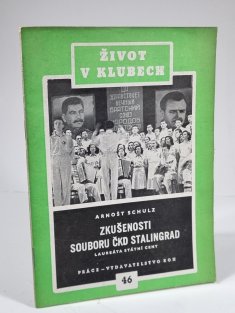 ŽIVOT
V KLUBECH
ARNOŠT SCHULZ
ZKUŠENOSTI
SOUBORU ČKD STALINGRAD
LAUREÁTA STÁTNÍ CENY
PRÁCE - VYDAVATELSTVO ROH
46